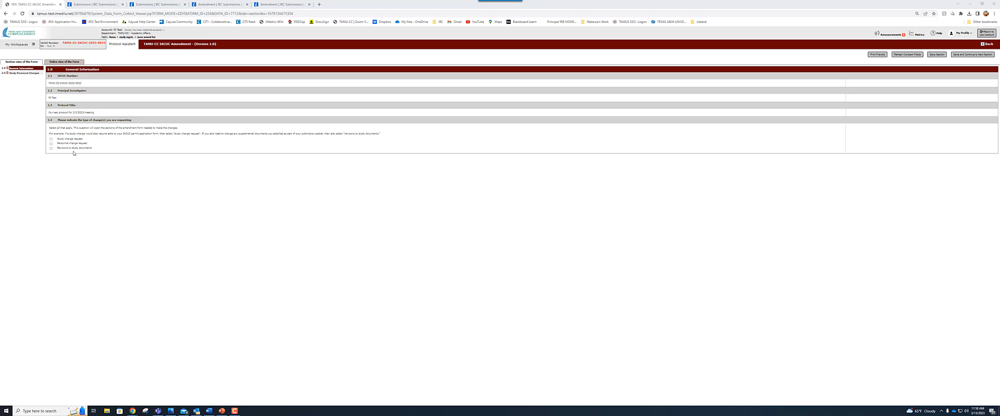 iRIS: TAMU-CC IACUC Amendm
Submissions | IBC Submissions |
Submissions | IBC Submissions |
Amendment | IBC Submissions |
Amendment | IBC Submissions |
tamus-test.imedris.net/30786479/System_Data_Form_Collect_Viewer.jsp?FORM_MODE=EDIT&FORM_ID=256&DATA_ID=7712&tab=section&s=1678726675304
TAMUS SSO : Logon
iRIS: Application Ho...
iRIS Test Environment
Cayuse Help Center
Cayuse Community
CITI - Collaborative...
CITI Feed
iMedris iWiki
REDCap
DocuSign
TAMU-CC | Zoom V...
Dropbox
My files - OneDrive
IBC
Gmail
YouTube
Maps
Blackboard Learn
Principal IRB HOME...
Rebecca's Work
TAMUS SSO : Logon
TEXAS A&M UNIVE...
Iceland
Other bookmarks
TEXAS A&M UNIVERSITY
CORPUS CHRISTI
Account: PI Test Home( You have switched accounts. )
Department: TAMU-CC - Academic Affairs
Path: Home > study mgmt. > iacuc amend list
Announcements
Metrics
Help
My Profile
Return to
your account
My Workspaces
IACUC Number: TAMU-CC-IACUC-2023-0023
PI: Test, PI
Protocol Assistant
TAMU-CC IACUC Amendment - (Version 1.0)
Back
Print Friendly
Refresh Constant Fields
Save Section
Save and Continue to Next Section
Section view of the Form
Entire view of the Form
1.0 General Information
2.0 Study Personnel Changes
1.0 General Information
1.1 IACUC Number:
TAMU-CC-IACUC-2023-0023
1.2 Principal Investigator:
PI Test
1.3 Protocol Title:
Our test protocol for 2/3/2023 meeting
1.4 Please indicate the type of change(s) you are requesting:
Select all that apply. This question will open the sections of the amendment form needed to make the changes.
For example, if a study change would also require edits to your IACUC permit application form, then select "study change request". If you also need to change any supplemental documents you attached as part of your submission packet, then also select "revisions to study documents."
Study change request
Personnel change request
Revisions to study documents
Type here to search
65°F Cloudy
11:58 AM
3/13/2023